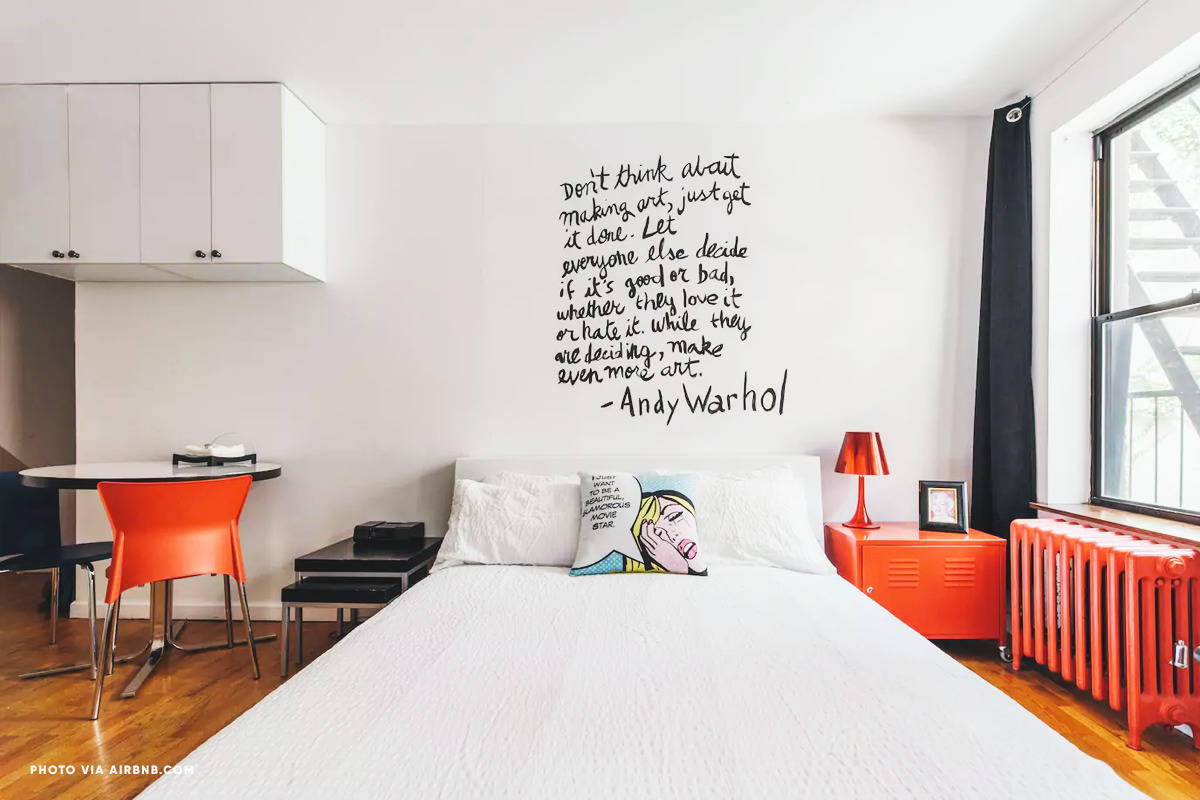 Don't think about
making art, just get
it done. Let
everyone else decide
if it's good or bad,
whether they love it
or hate it. While they
are deciding, make
even more art.
-Andy Warhol
I JUST
WANT
TO BE A
BEAUTIFUL,
GLAMOROUS
MOVIE
STAR.
PHOTO VIA AIRBNB.COM